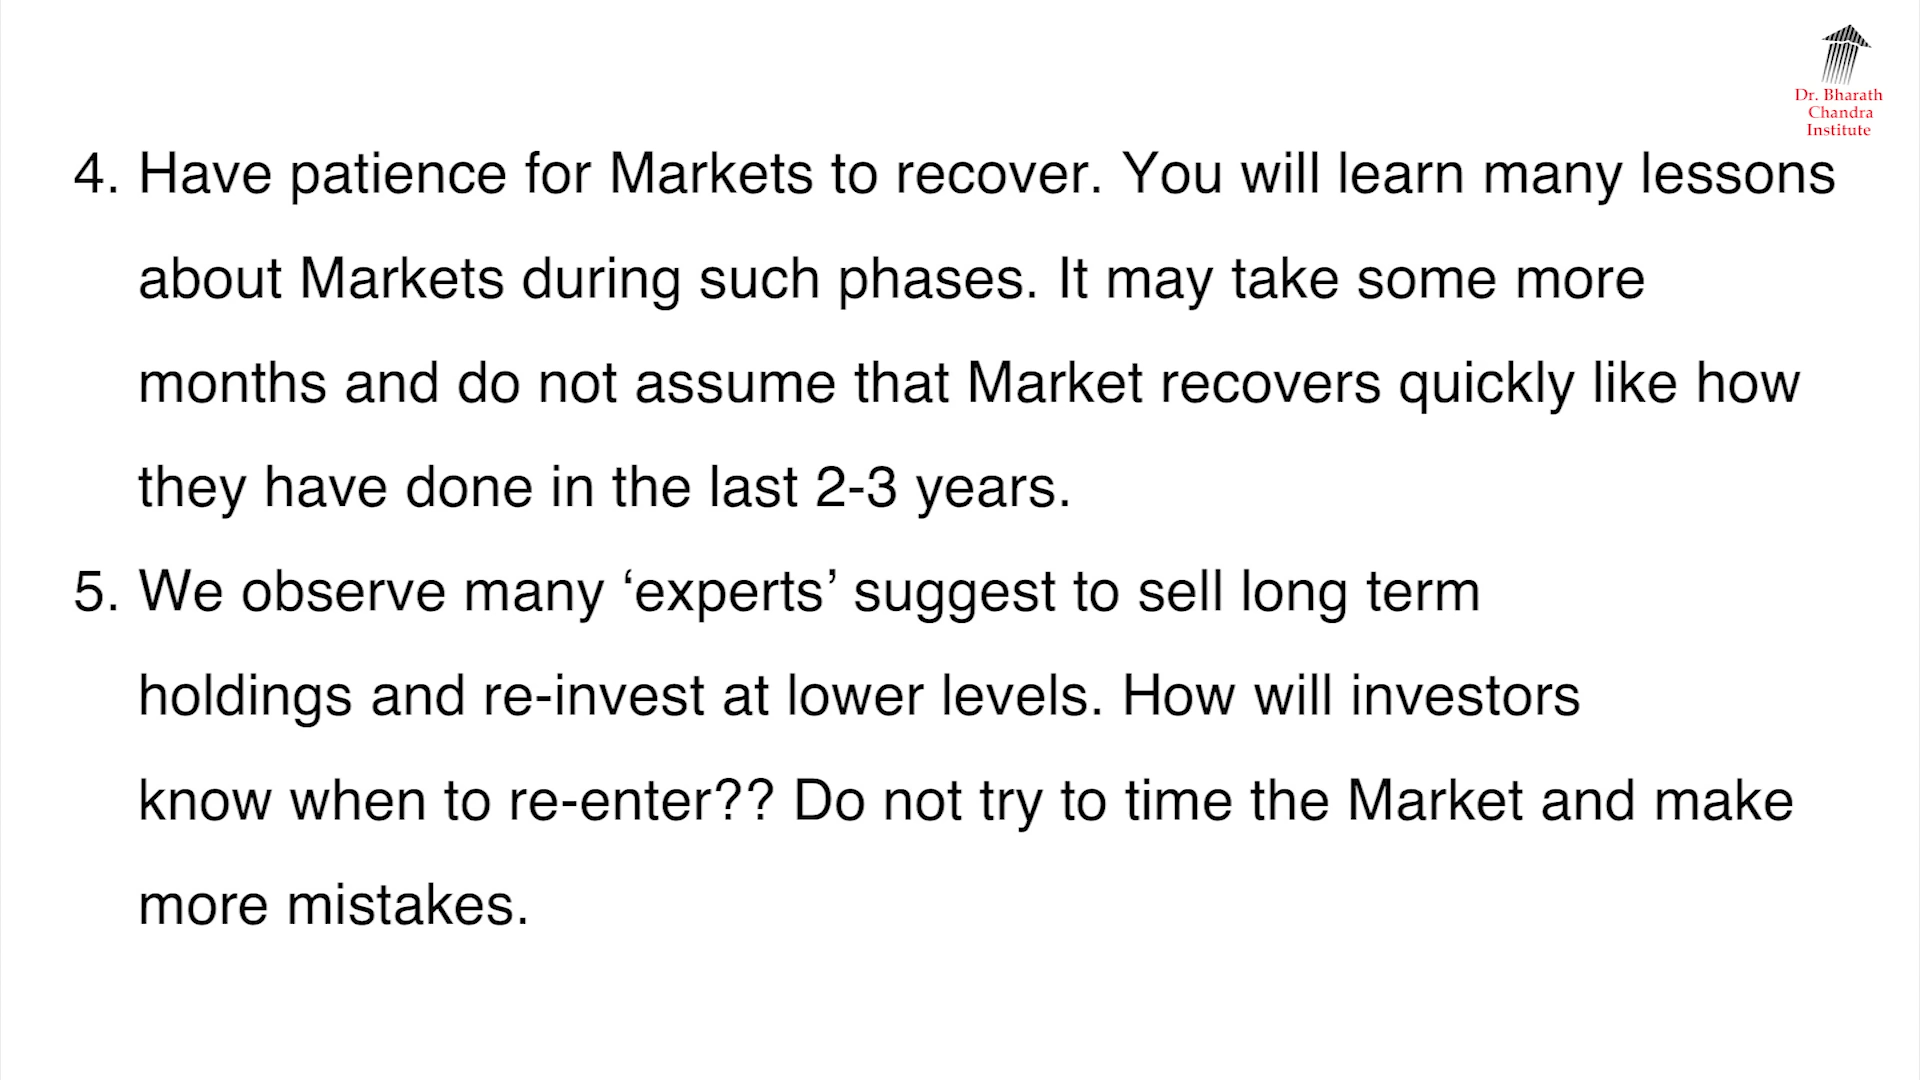 Dr. Bharath
Chandra
Institute
4. Have patience for Markets to recover. You will learn many lessons
about Markets during such phases. It may take some more
months and do not assume that Market recovers quickly like how
they have done in the last 2-3 years.
5. We observe many ‘experts’ suggest to sell long term
holdings and re-invest at lower levels. How will investors
know when to re-enter?? Do not try to time the Market and make
more mistakes.